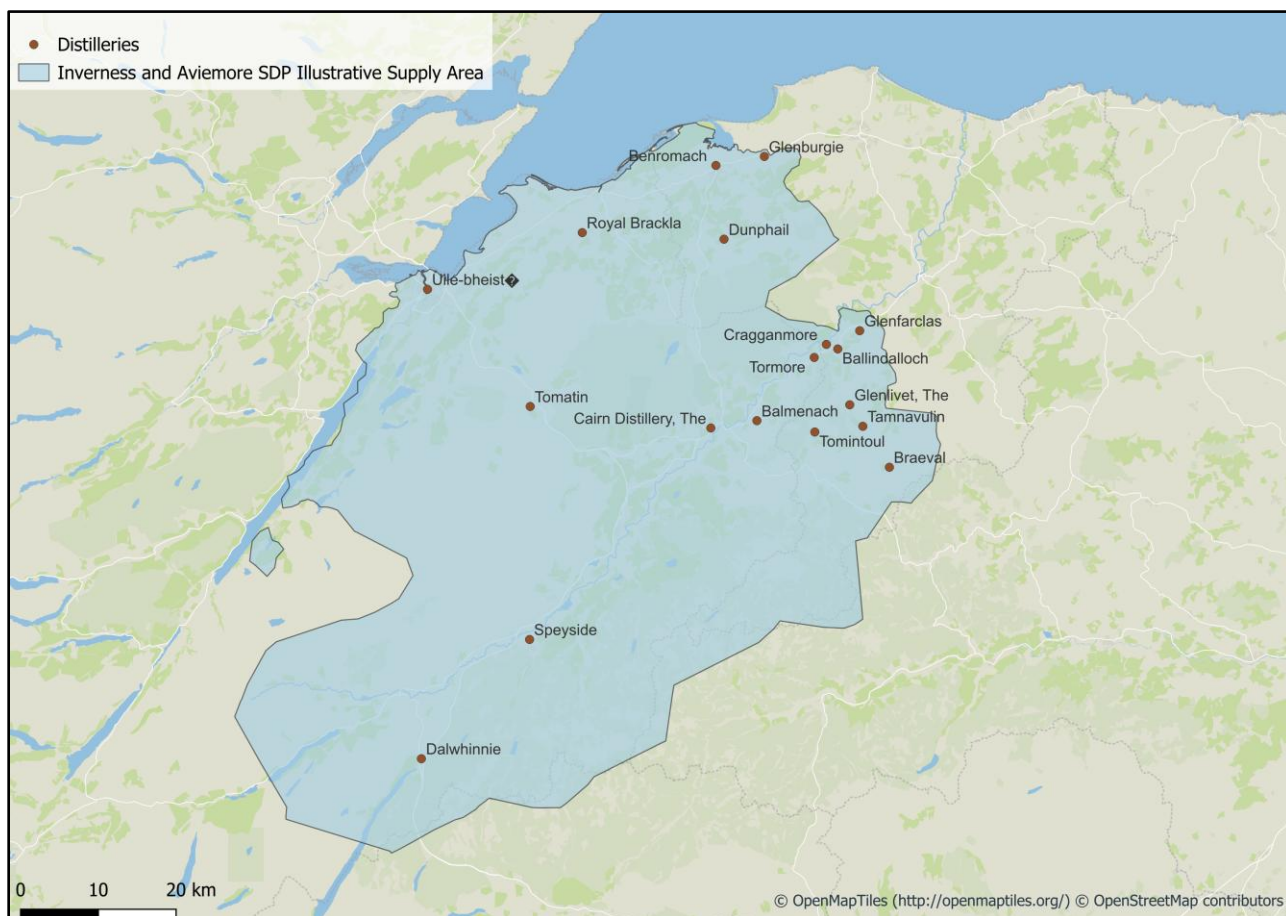 Distilleries
Inverness and Aviemore SDP Illustrative Supply Area
Glenburgie
Benromach
Royal Brackla
Dunphail
Uile-bheist�
Glenfarclas
Cragganmore
Ballindalloch
Tormore
Tomatin
Glenlivet, The
Cairn Distillery, The
Balmenach
Tamnavulin
Tomintoul
Braeval
Speyside
Dalwhinnie
0 10 20 km
© OpenMapTiles (http://openmaptiles.org/) © OpenStreetMap contributors